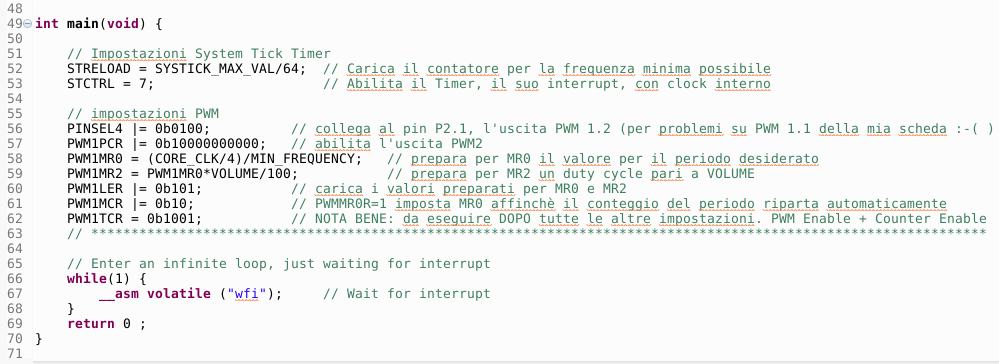 48
49 int main(void) {
50
51     // Impostazioni System Tick Timer
52     STRELOAD = SYSTICK_MAX_VAL/64;  // Carica il contatore per la frequenza minima possibile
53     STCTRL = 7;                     // Abilita il Timer, il suo interrupt, con clock interno
54
55     // impostazioni PWM
56     PINSEL4 |= 0b0100;          // collega al pin P2.1, l'uscita PWM 1.2 (per problemi su PWM 1.1 della mia scheda :-( )
57     PWM1PCR |= 0b10000000000;   // abilita l'uscita PWM2
58     PWM1MR0 = (CORE_CLK/4)/MIN_FREQUENCY;   // prepara per MR0 il valore per il periodo desiderato
59     PWM1MR2 = PWM1MR0*VOLUME/100;           // prepara per MR2 un duty cycle pari a VOLUME
60     PWM1LER |= 0b101;           // carica i valori preparati per MR0 e MR2
61     PWM1MCR |= 0b10;            // PWMMR0R=1 imposta MR0 affinchè il conteggio del periodo riparta automaticamente
62     PWM1TCR = 0b1001;           // NOTA BENE: da eseguire DOPO tutte le altre impostazioni. PWM Enable + Counter Enable
63     // ****************************************************************************************************************
64
65     // Enter an infinite loop, just waiting for interrupt
66     while(1) {
67         __asm volatile ("wfi");     // Wait for interrupt
68     }
69     return 0 ;
70 }
71